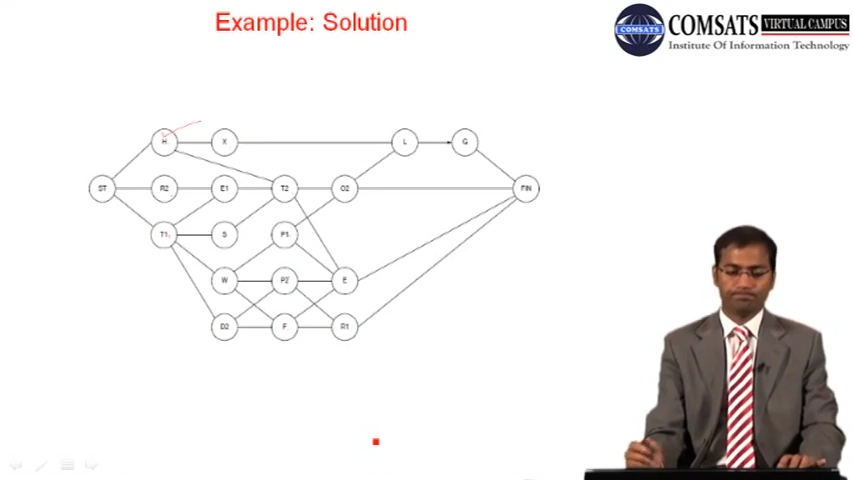 Example: Solution
COMSATS VIRTUAL CAMPUS
COMSATS
Institute Of Information Technology
H X L G
ST R2 E1 T2 O2 FIN
T1 S P1
W P2 E
D2 F R1